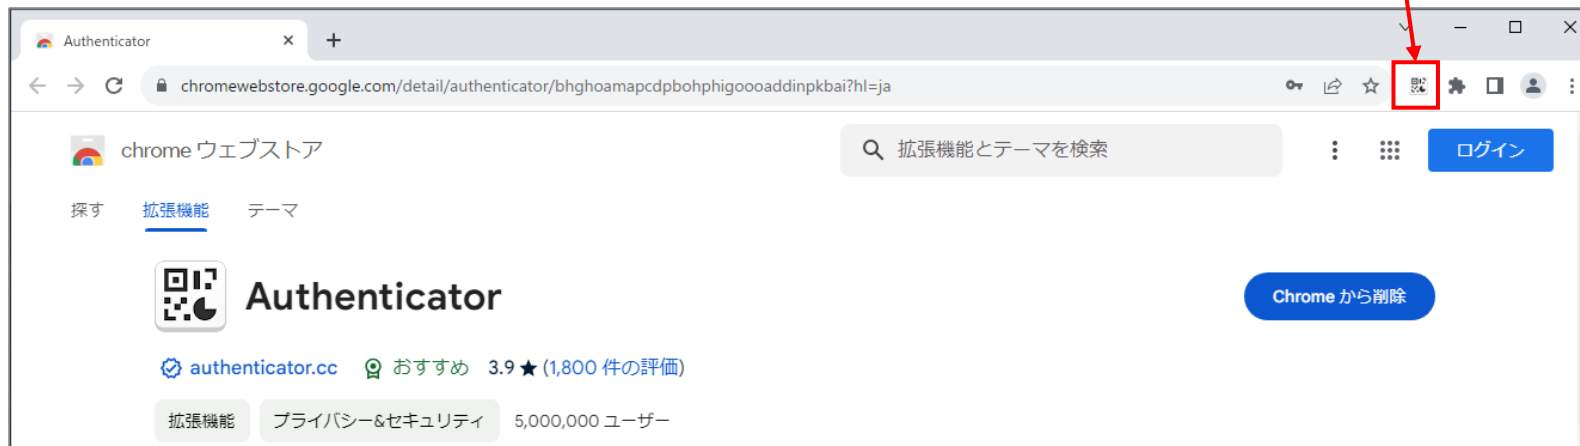 Authenticator
chromewebstore.google.com/detail/authenticator/bhghoamapcdpbohphigoooaddinpkbai?hl=ja
chrome ウェブストア
拡張機能とテーマを検索
ログイン
探す 拡張機能 テーマ
Authenticator
Chrome から削除
authenticator.cc おすすめ 3.9 ★ (1,800 件の評価)
拡張機能 プライバシー&セキュリティ 5,000,000 ユーザー